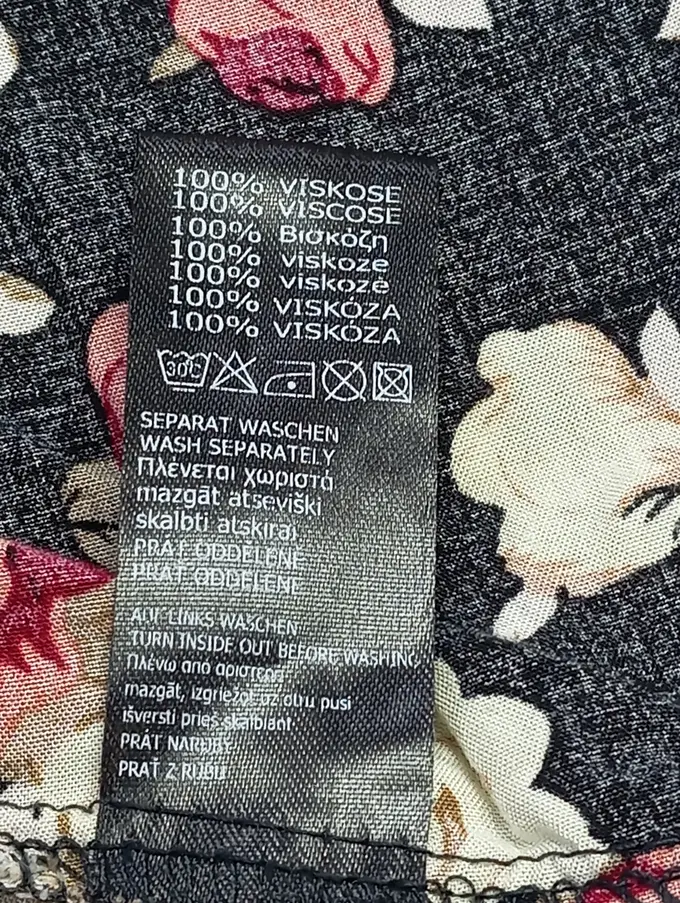 100% VISKOSE
100% VISCOSE
100% Βισκόζη
100% viskoze
100% viskozė
100% VISKÓZA
100% VISKÓZA
30C
SEPARAT WASCHEN
WASH SEPARATELY
Πλένεται χωριστά
mazgāt atsevišķi
skalbti atskirai
PRÁT ODDĚLENĚ
PRAŤ ODDELENE
AUF LINKS WASCHEN
TURN INSIDE OUT BEFORE WASHING
Πλένω από αριστερά
mazgāt, izgriežot uz otru pusi
išversti prieš skalbiant
PRÁT NARUBY
PRAŤ Z RUBU